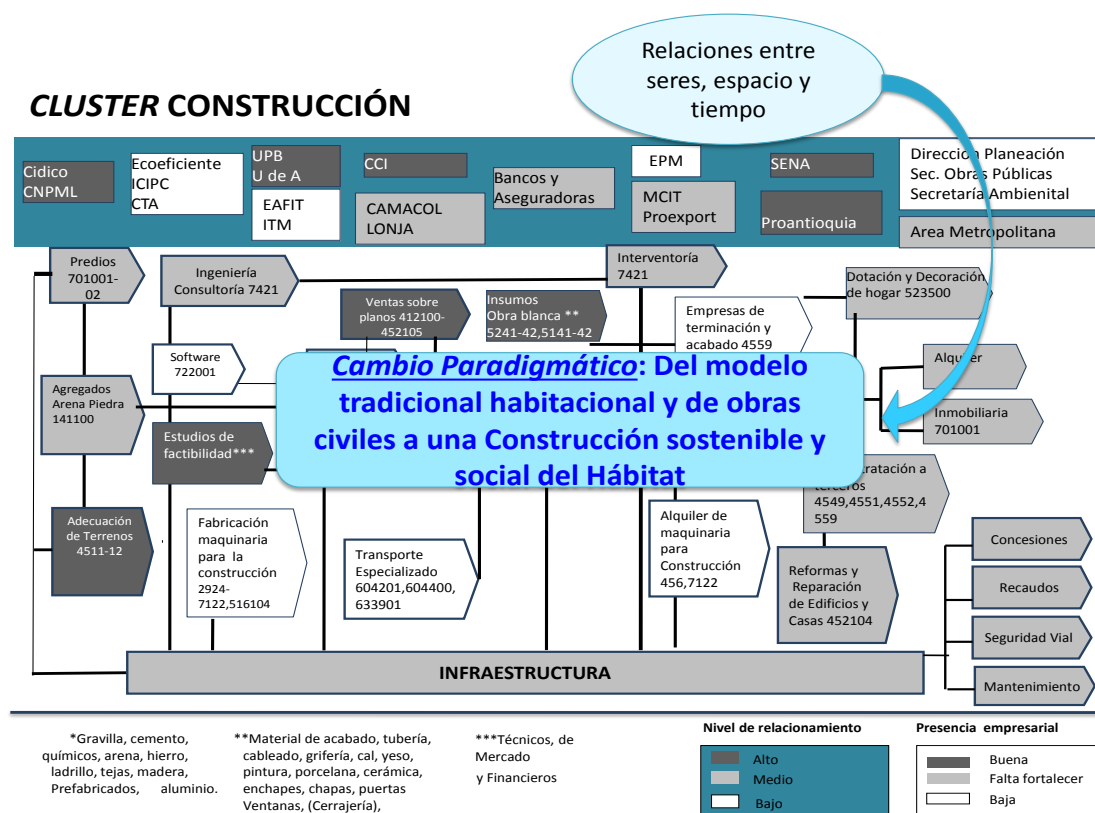 Relaciones entre
seres, espacio y
tiempo
CLUSTER CONSTRUCCIÓN
Cidico
CNPML
Ecoeficiente
ICIPC
CTA
UPB
U de A
EAFIT
ITM
CCI
CAMACOL
LONJA
Bancos y
Aseguradoras
EPM
MCIT
Proexport
SENA
Proantioquia
Dirección Planeación
Sec. Obras Públicas
Secretaría Ambienital
Area Metropolitana
Predios
701001-
02
Ingeniería
Consultoría 7421
Interventoría
7421
Dotación y Decoración
de hogar 523500
Ventas sobre
planos 412100-
452105
Insumos
Obra blanca **
5241-42,5141-42
Empresas de
terminación y
acabado 4559
Software
722001
Alquiler
Agregados
Arena Piedra
141100
Cambio Paradigmático: Del modelo
tradicional habitacional y de obras
civiles a una Construcción sostenible y
social del Hábitat
Inmobiliaria
701001
Estudios de
factibilidad***
ratación a
terceros
4549,4551,4552,4
559
Adecuación
de Terrenos
4511-12
Fabricación
maquinaria
para la
construcción
2924-
7122,516104
Transporte
Especializado
604201,604400,
633901
Alquiler de
maquinaria
para
Construcción
456,7122
Reformas y
Reparación
de Edificios y
Casas 452104
Concesiones
Recaudos
Seguridad Vial
Mantenimiento
INFRAESTRUCTURA
*Gravilla, cemento,
químicos, arena, hierro,
ladrillo, tejas, madera,
Prefabricados, aluminio.
**Material de acabado, tubería,
cableado, grifería, cal, yeso,
pintura, porcelana, cerámica,
enchapes, chapas, puertas
Ventanas, (Cerrajería),
***Técnicos, de
Mercado
y Financieros
Nivel de relacionamiento
Alto
Medio
Bajo
Presencia empresarial
Buena
Falta fortalecer
Baja